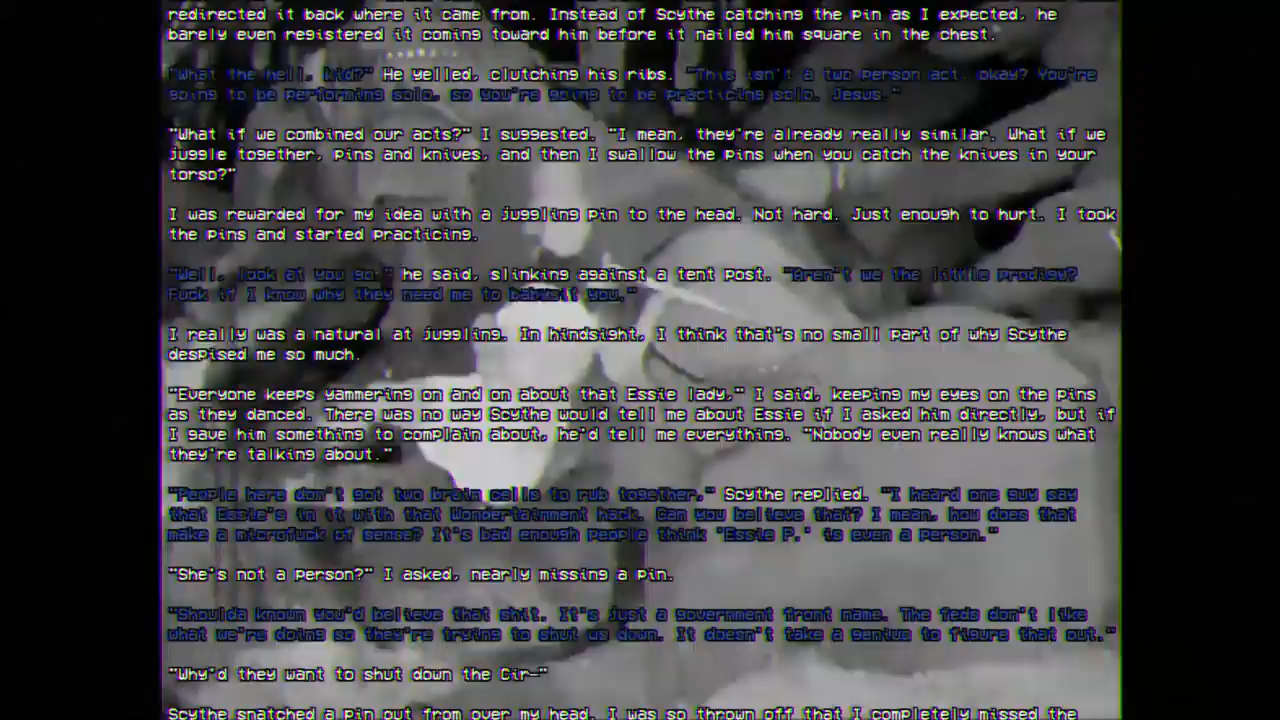 redirected it back where it came from. Instead of Scythe catching the pin as I expected, he
barely even registered it coming toward him before it nailed him square in the chest.
"What the hell, kid?" He yelled, clutching his ribs. "This isn't a two person act, okay? You're
going to be performing solo, so you're going to be practicing solo. Jesus."
"What if we combined our acts?" I suggested. "I mean, they're already really similar. What if we
juggle together, pins and knives, and then I swallow the pins when you catch the knives in your
torso?"
I was rewarded for my idea with a juggling pin to the head. Not hard. Just enough to hurt. I took
the pins and started practicing.
"Well, look at you go," he said, slinking against a tent post. "Aren't we the little prodigy?
Fuck if I know why they need me to babysit you."
I really was a natural at juggling. In hindsight, I think that's no small part of why Scythe
despised me so much.
"Everyone keeps yammering on and on about that Essie lady," I said, keeping my eyes on the pins
as they danced. There was no way Scythe would tell me about Essie if I asked him directly, but if
I gave him something to complain about, he'd tell me everything. "Nobody even really knows what
they're talking about."
"People here don't got two brain cells to rub together," Scythe replied. "I heard one guy say
that Essie's in it with that Wondertainment hack. Can you believe that? I mean, how does that
make a microfuck of sense? It's bad enough people think 'Essie P.' is even a person."
"She's not a person?" I asked, nearly missing a pin.
"Shoulda known you'd believe that shit. It's just a government front name. The feds don't like
what we're doing so they're trying to shut us down. It doesn't take a genius to figure that out."
"Why'd they want to shut down the Cir—"
Scythe snatched a pin out from over my head. I was so thrown off that I completely missed the